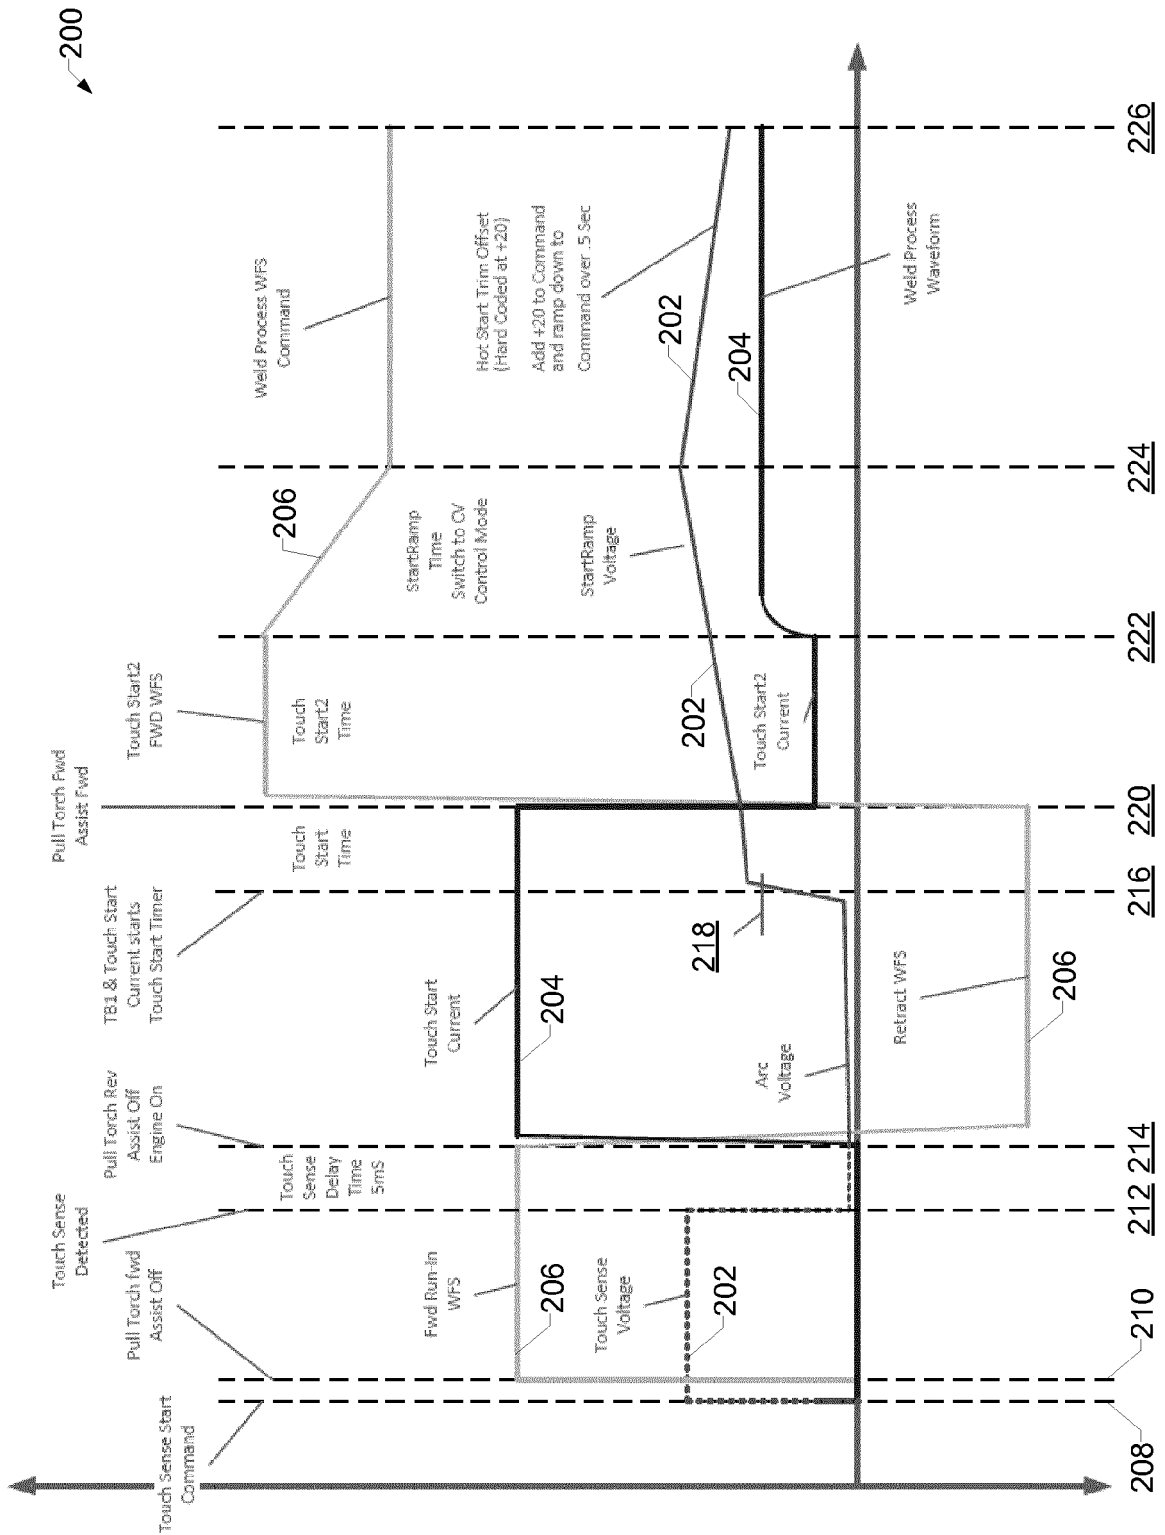 200
Touch Sense Start
Command
Pull Torch fwd
Assist Off
Touch Sense
Detected
Pull Torch Rev
Assist Off
Engine On
TB1 & Touch Start
Current starts
Touch Start Timer
Pull Torch Fwd
Assist Fwd
Touch Start2
FWD WFS
Weld Process WFS
Command
Touch
Sense
Delay
Time
5mS
Touch
Start
Time
Touch
Start2
Time
206
StartRamp
Time
Switch to CV
Control Mode
Hot Start Trim Offset
(Hard Coded at +20)
Add +20 to Command
and ramp down to
Command over .5 Sec
Fwd Run-In
WFS
206
Touch Start
Current
204
StartRamp
Voltage
202
Touch Sense
Voltage
202
218
202
204
Touch Start2
Current
Arc
Voltage
Weld Process
Waveform
Retract WFS
206
208
210
212
214
216
220
222
224
226